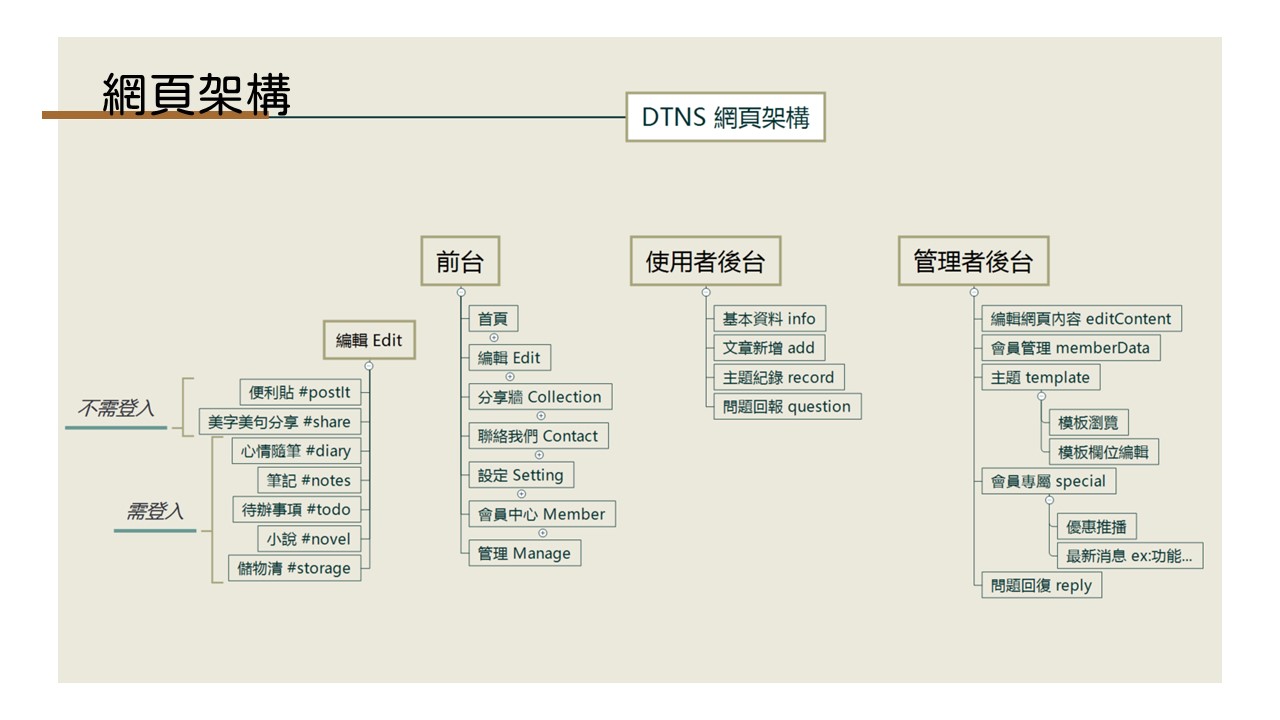 網頁架構
DTNS 網頁架構
編輯 Edit
不需登入
便利貼 #postIt
美字美句分享 #share
需登入
心情隨筆 #diary
筆記 #notes
待辦事項 #todo
小說 #novel
儲物清 #storage
前台
首頁
編輯 Edit
分享牆 Collection
聯絡我們 Contact
設定 Setting
會員中心 Member
管理 Manage
使用者後台
基本資料 info
文章新增 add
主題紀錄 record
問題回報 question
管理者後台
編輯網頁內容 editContent
會員管理 memberData
主題 template
模板瀏覽
模板欄位編輯
會員專屬 special
優惠推播
最新消息 ex:功能...
問題回復 reply